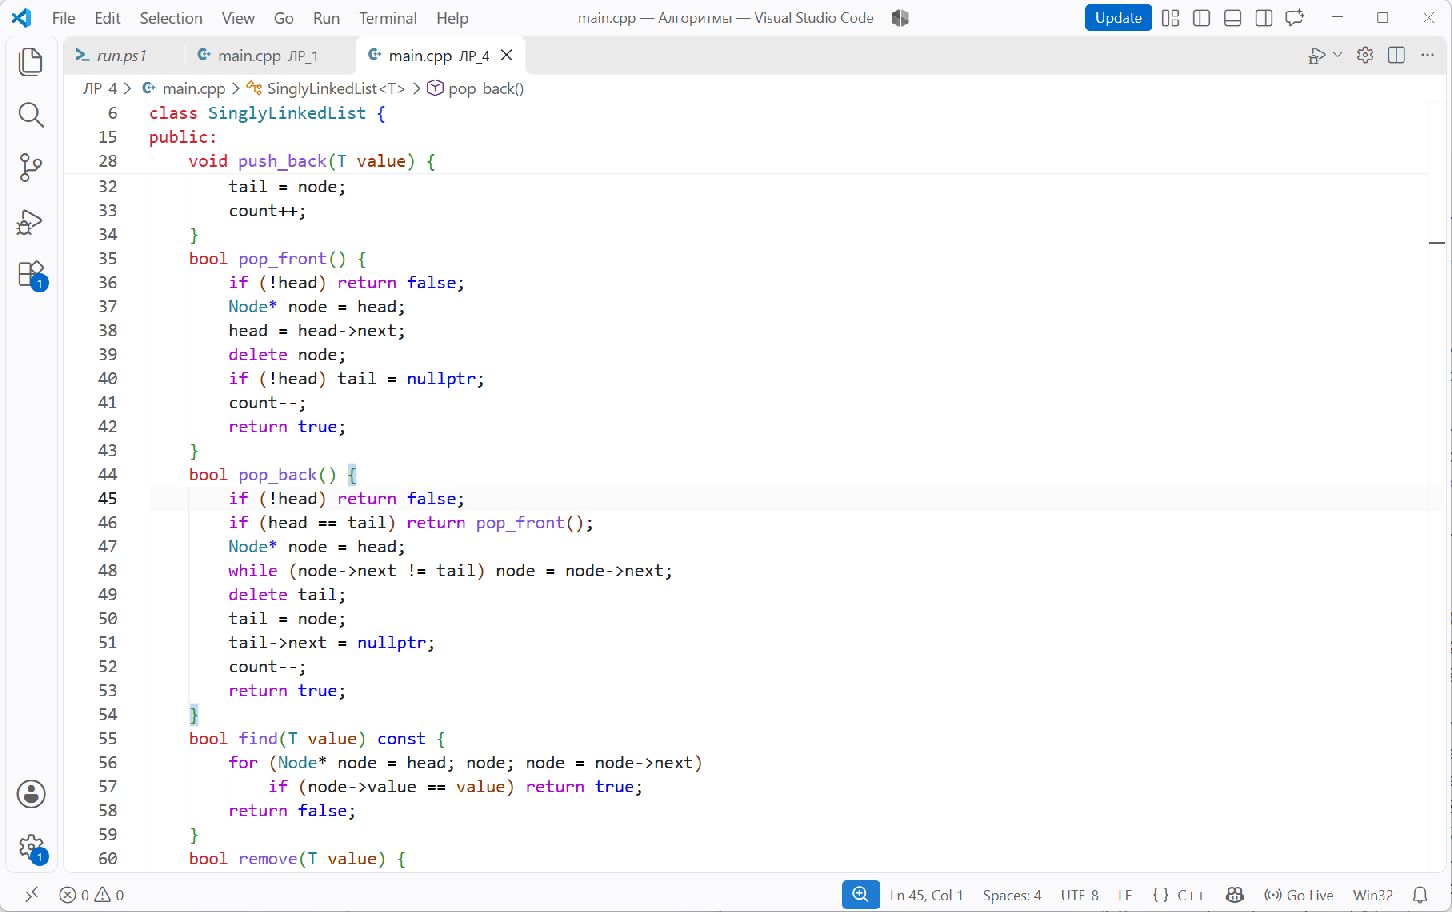 File Edit Selection View Go Run Terminal Help main.cpp — Алгоритмы — Visual Studio Code Update
run.ps1 main.cpp ЛР_1 main.cpp ЛР_4
ЛР_4 > main.cpp > SinglyLinkedList<T> > pop_back()
6 class SinglyLinkedList {
15 public:
28 void push_back(T value) {
32 tail = node;
33 count++;
34 }
35 bool pop_front() {
36 if (!head) return false;
37 Node* node = head;
38 head = head->next;
39 delete node;
40 if (!head) tail = nullptr;
41 count--;
42 return true;
43 }
44 bool pop_back() {
45 if (!head) return false;
46 if (head == tail) return pop_front();
47 Node* node = head;
48 while (node->next != tail) node = node->next;
49 delete tail;
50 tail = node;
51 tail->next = nullptr;
52 count--;
53 return true;
54 }
55 bool find(T value) const {
56 for (Node* node = head; node; node = node->next)
57 if (node->value == value) return true;
58 return false;
59 }
60 bool remove(T value) {
1
1
0 0 Ln 45, Col 1 Spaces: 4 UTF-8 LF {} C++ Go Live Win32